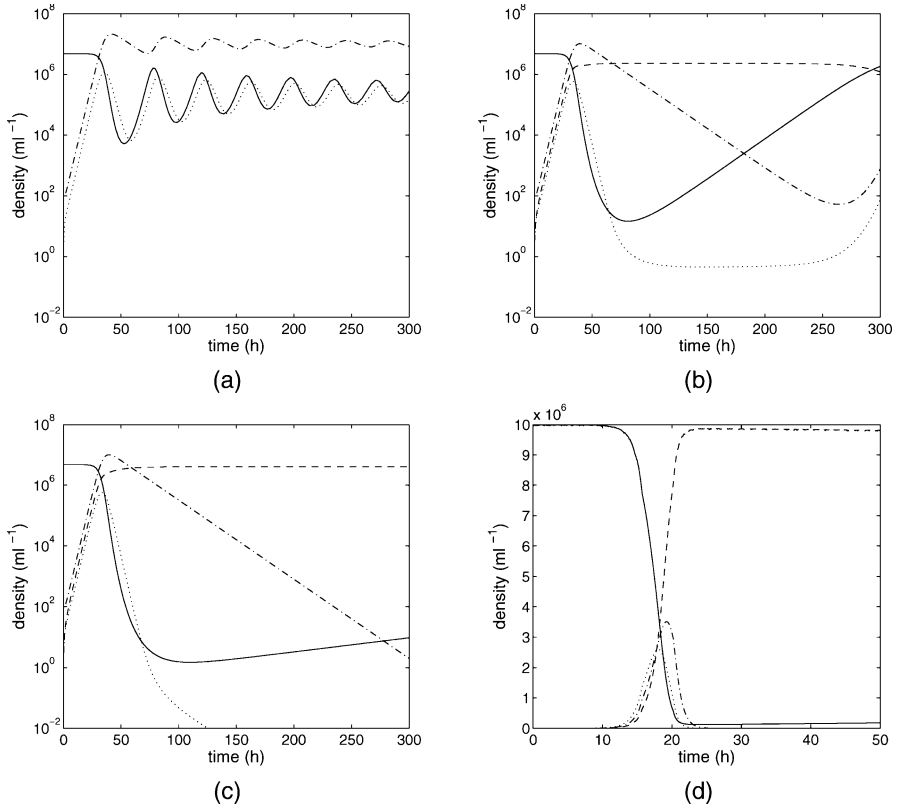 10^8
10^6
10^4
10^2
10^0
10^-2
density (ml ^-1)
0 50 100 150 200 250 300
time (h)
(a)
10^8
10^6
10^4
10^2
10^0
10^-2
density (ml ^-1)
0 50 100 150 200 250 300
time (h)
(b)
10^8
10^6
10^4
10^2
10^0
10^-2
density (ml ^-1)
0 50 100 150 200 250 300
time (h)
(c)
x 10^6
10
9
8
7
6
5
4
3
2
1
0
density (ml ^-1)
0 10 20 30 40 50
time (h)
(d)